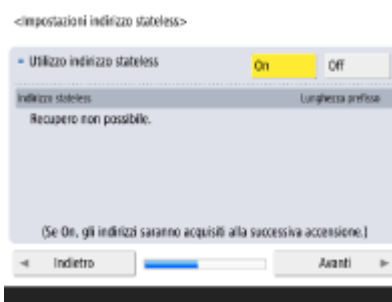 <Impostazioni indirizzo stateless>
Utilizzo indirizzo stateless On Off
Indirizzo stateless Lunghezza prefisso
Recupero non possibile.
(Se On, gli indirizzi saranno acquisiti alla successiva accensione.)
Indietro Avanti